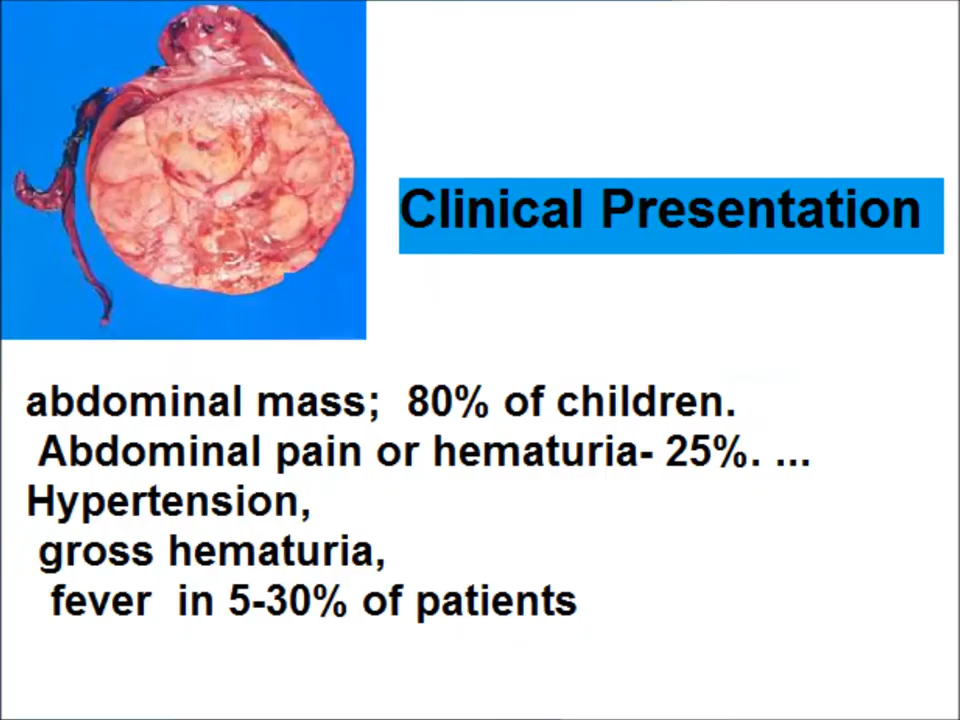 Clinical Presentation
abdominal mass; 80% of children.
Abdominal pain or hematuria- 25%. ...
Hypertension,
gross hematuria,
fever in 5-30% of patients